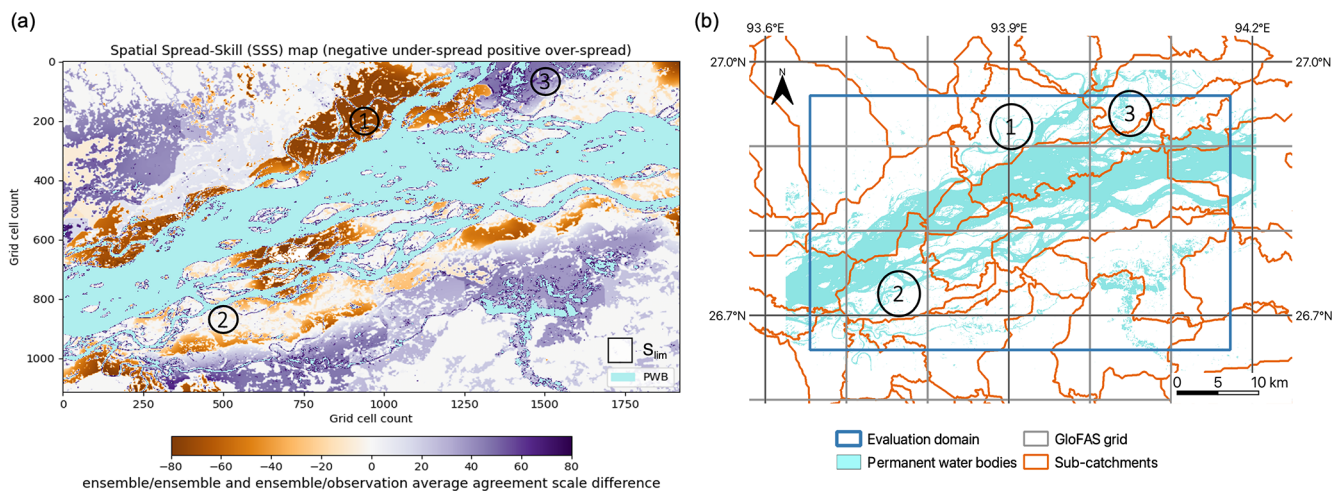 (a)
Spatial Spread-Skill (SSS) map (negative under-spread positive over-spread)
0
200
400
600
800
1000
Grid cell count
1
3
2
Slim
PWB
0
250
500
750
1000
1250
1500
1750
Grid cell count
−80
−60
−40
−20
0
20
40
60
80
ensemble/ensemble and ensemble/observation average agreement scale difference
(b)
93.6°E
93.9°E
94.2°E
27.0°N
27.0°N
N
1
3
2
26.7°N
26.7°N
0 5 10 km
Evaluation domain
GloFAS grid
Permanent water bodies
Sub-catchments